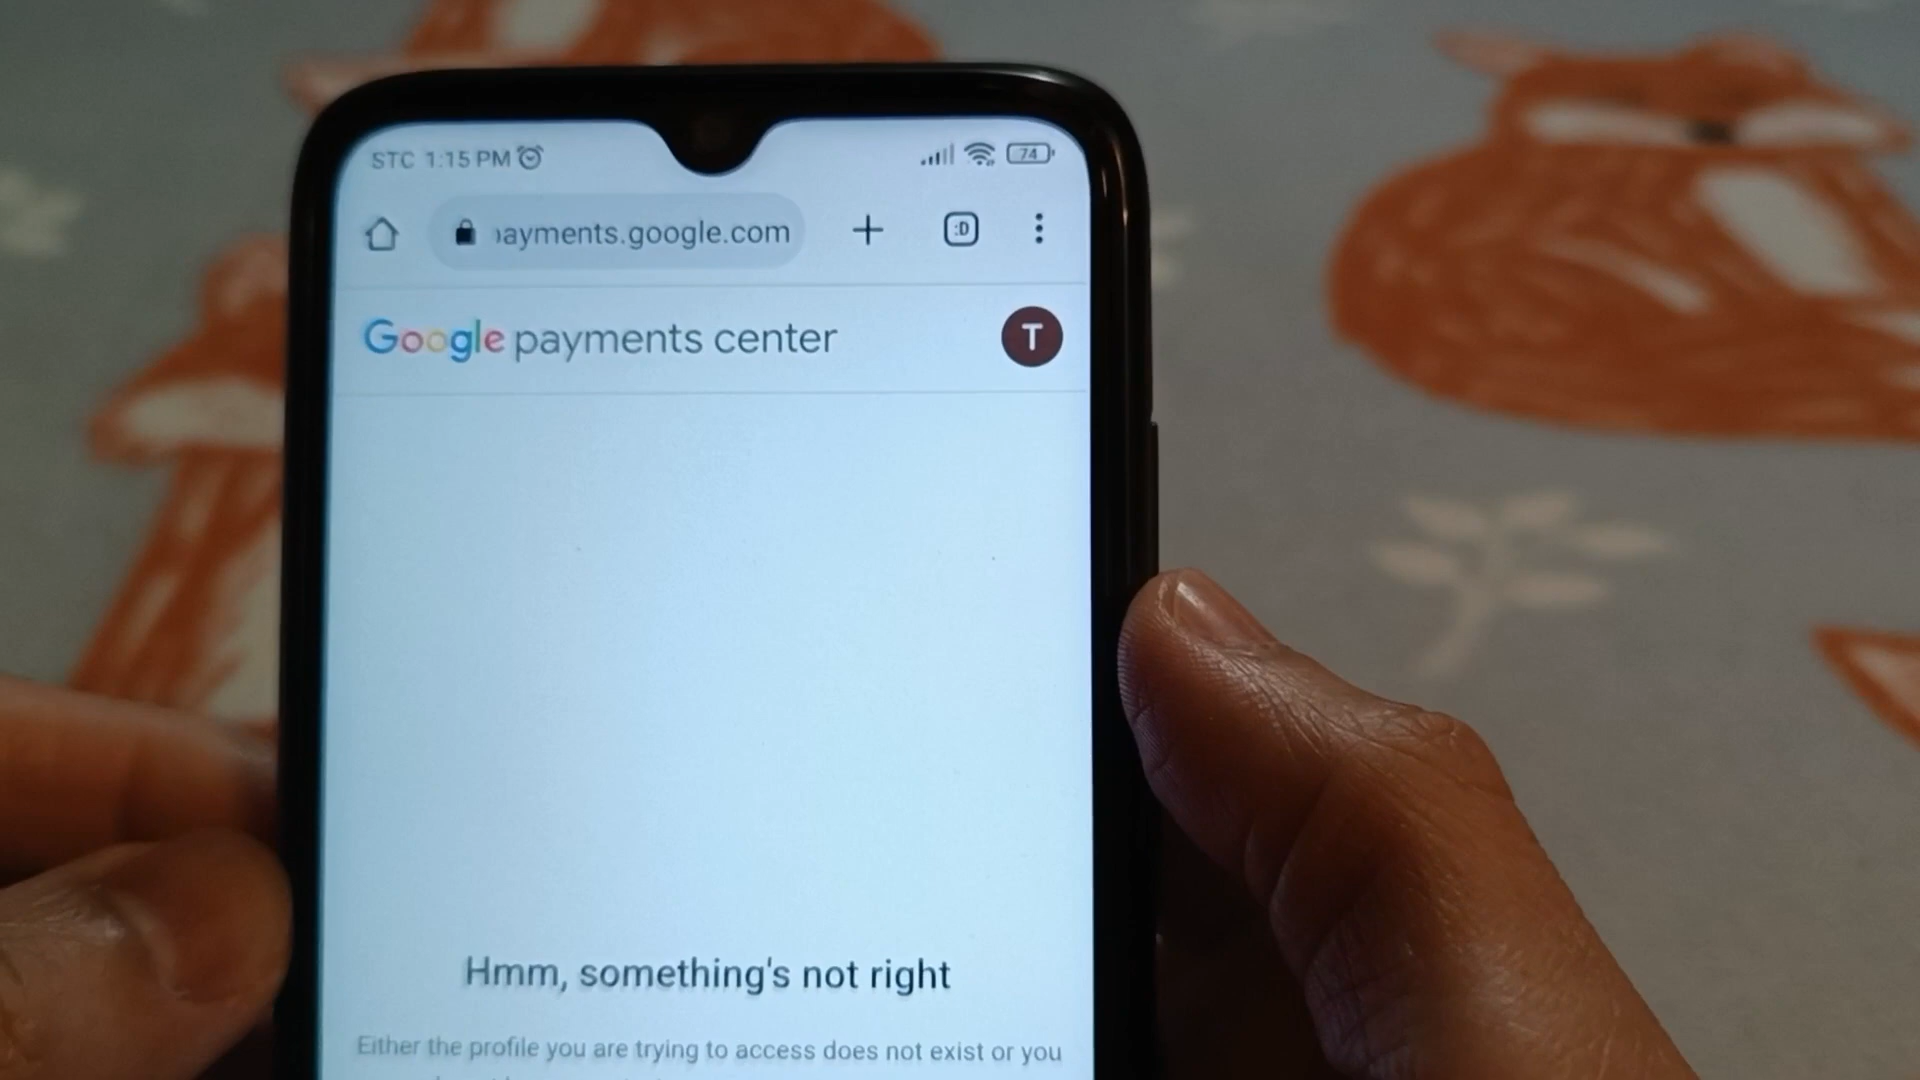 STC 1:15 PM
74
ayments.google.com
:D
Google payments center
T
Hmm, something's not right
Either the profile you are trying to access does not exist or you